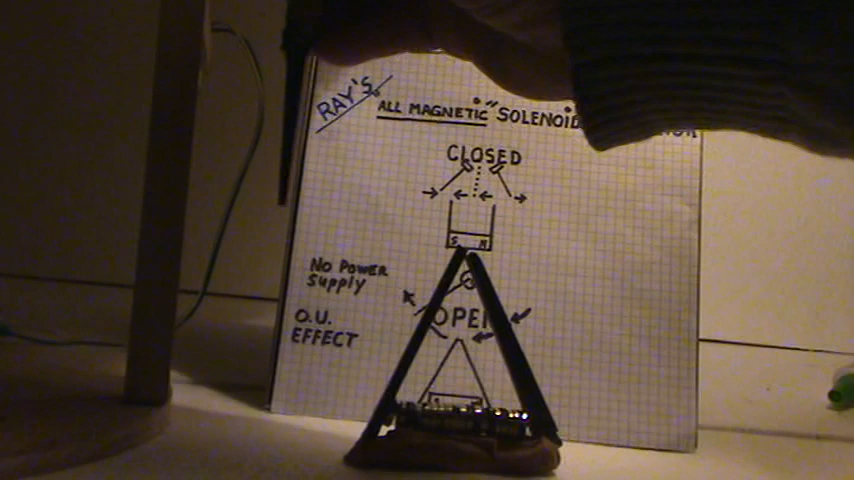 RAY'S.
ALL MAGNETIC "SOLENOID
CLOSED
S N
NO POWER
SUPPLY
OPEN
O.U.
EFFECT